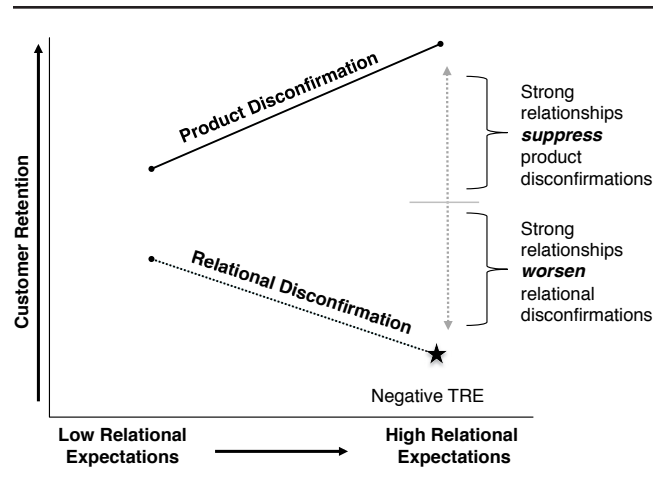 Product Disconfirmation
Strong
relationships
suppress
product
disconfirmations
Customer Retention
Strong
relationships
worsen
relational
disconfirmations
Relational Disconfirmation
Negative TRE
Low Relational
Expectations
High Relational
Expectations